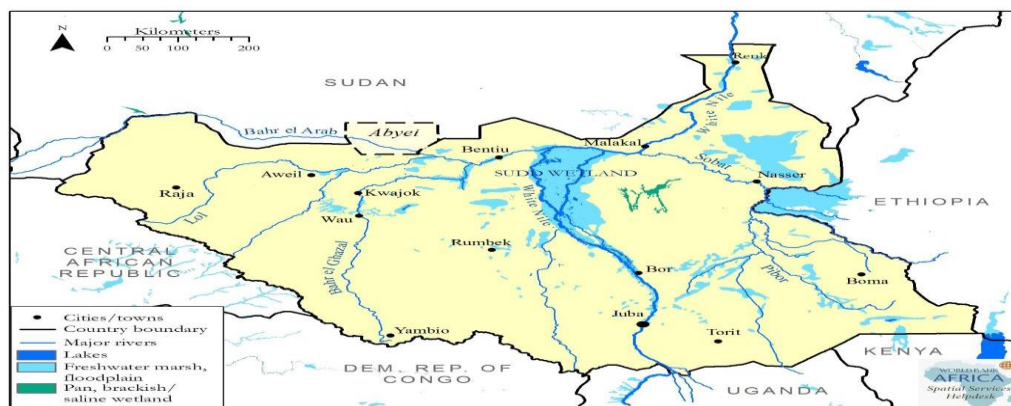 N
Kilometers
0 50 100 200
SUDAN
Renk
White Nile
Bahr el Arab
Abyei
Bentiu
Malakal
Sobat
Nasser
Aweil
Kwajok
SUDD WETLAND
Raja
Lol
Wau
White Nile
ETHIOPIA
CENTRAL
AFRICAN
REPUBLIC
Rumbek
Bahr el Ghazal
Bor
Pibor
Boma
Juba
Torit
Yambio
KENYA
DEM. REP. OF
CONGO
UGANDA
Cities/towns
Country boundary
Major rivers
Lakes
Freshwater marsh,
floodplain
Pan, brackish/
saline wetland
WORLD BANK
AFRICA
Spatial Services
Helpdesk